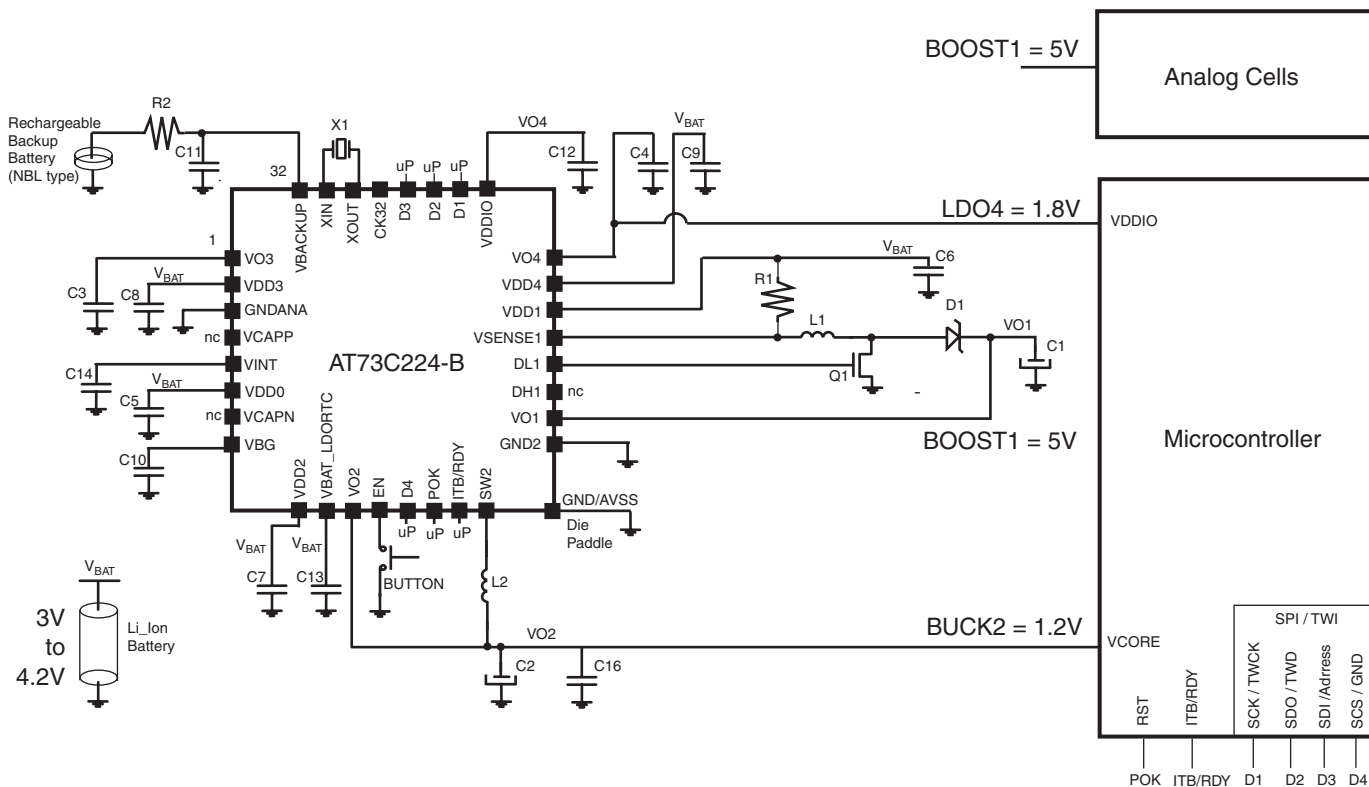 BOOST1 = 5V
Analog Cells
Rechargeable
Backup
Battery
(NBL type)
R2
C11
X1
VO4
C12
C4
VBAT
C9
32
uP
uP
uP
VBACKUP
XIN
XOUT
CK32
D3
D2
D1
VDDIO
LDO4 = 1.8V
VDDIO
1
VO3
VDD3
GNDANA
VCAPP
VINT
VDD0
VCAPN
VBG
C3
C8
VBAT
nc
C14
VBAT
C5
nc
C10
AT73C224-B
VO4
VDD4
VDD1
VSENSE1
DL1
DH1
nc
VO1
GND2
VBAT
C6
R1
L1
D1
VO1
C1
Q1
BOOST1 = 5V
Microcontroller
VDD2
VBAT_LDORTC
VO2
EN
D4
POK
ITB/RDY
SW2
GND/AVSS
Die
Paddle
uP
uP
uP
VBAT
C7
VBAT
C13
BUTTON
L2
VBAT
3V
to
4.2V
Li_Ion
Battery
VO2
C2
C16
BUCK2 = 1.2V
VCORE
SPI / TWI
RST
ITB/RDY
SCK / TWCK
SDO / TWD
SDI /Adrress
SCS / GND
POK
ITB/RDY
D1
D2
D3
D4